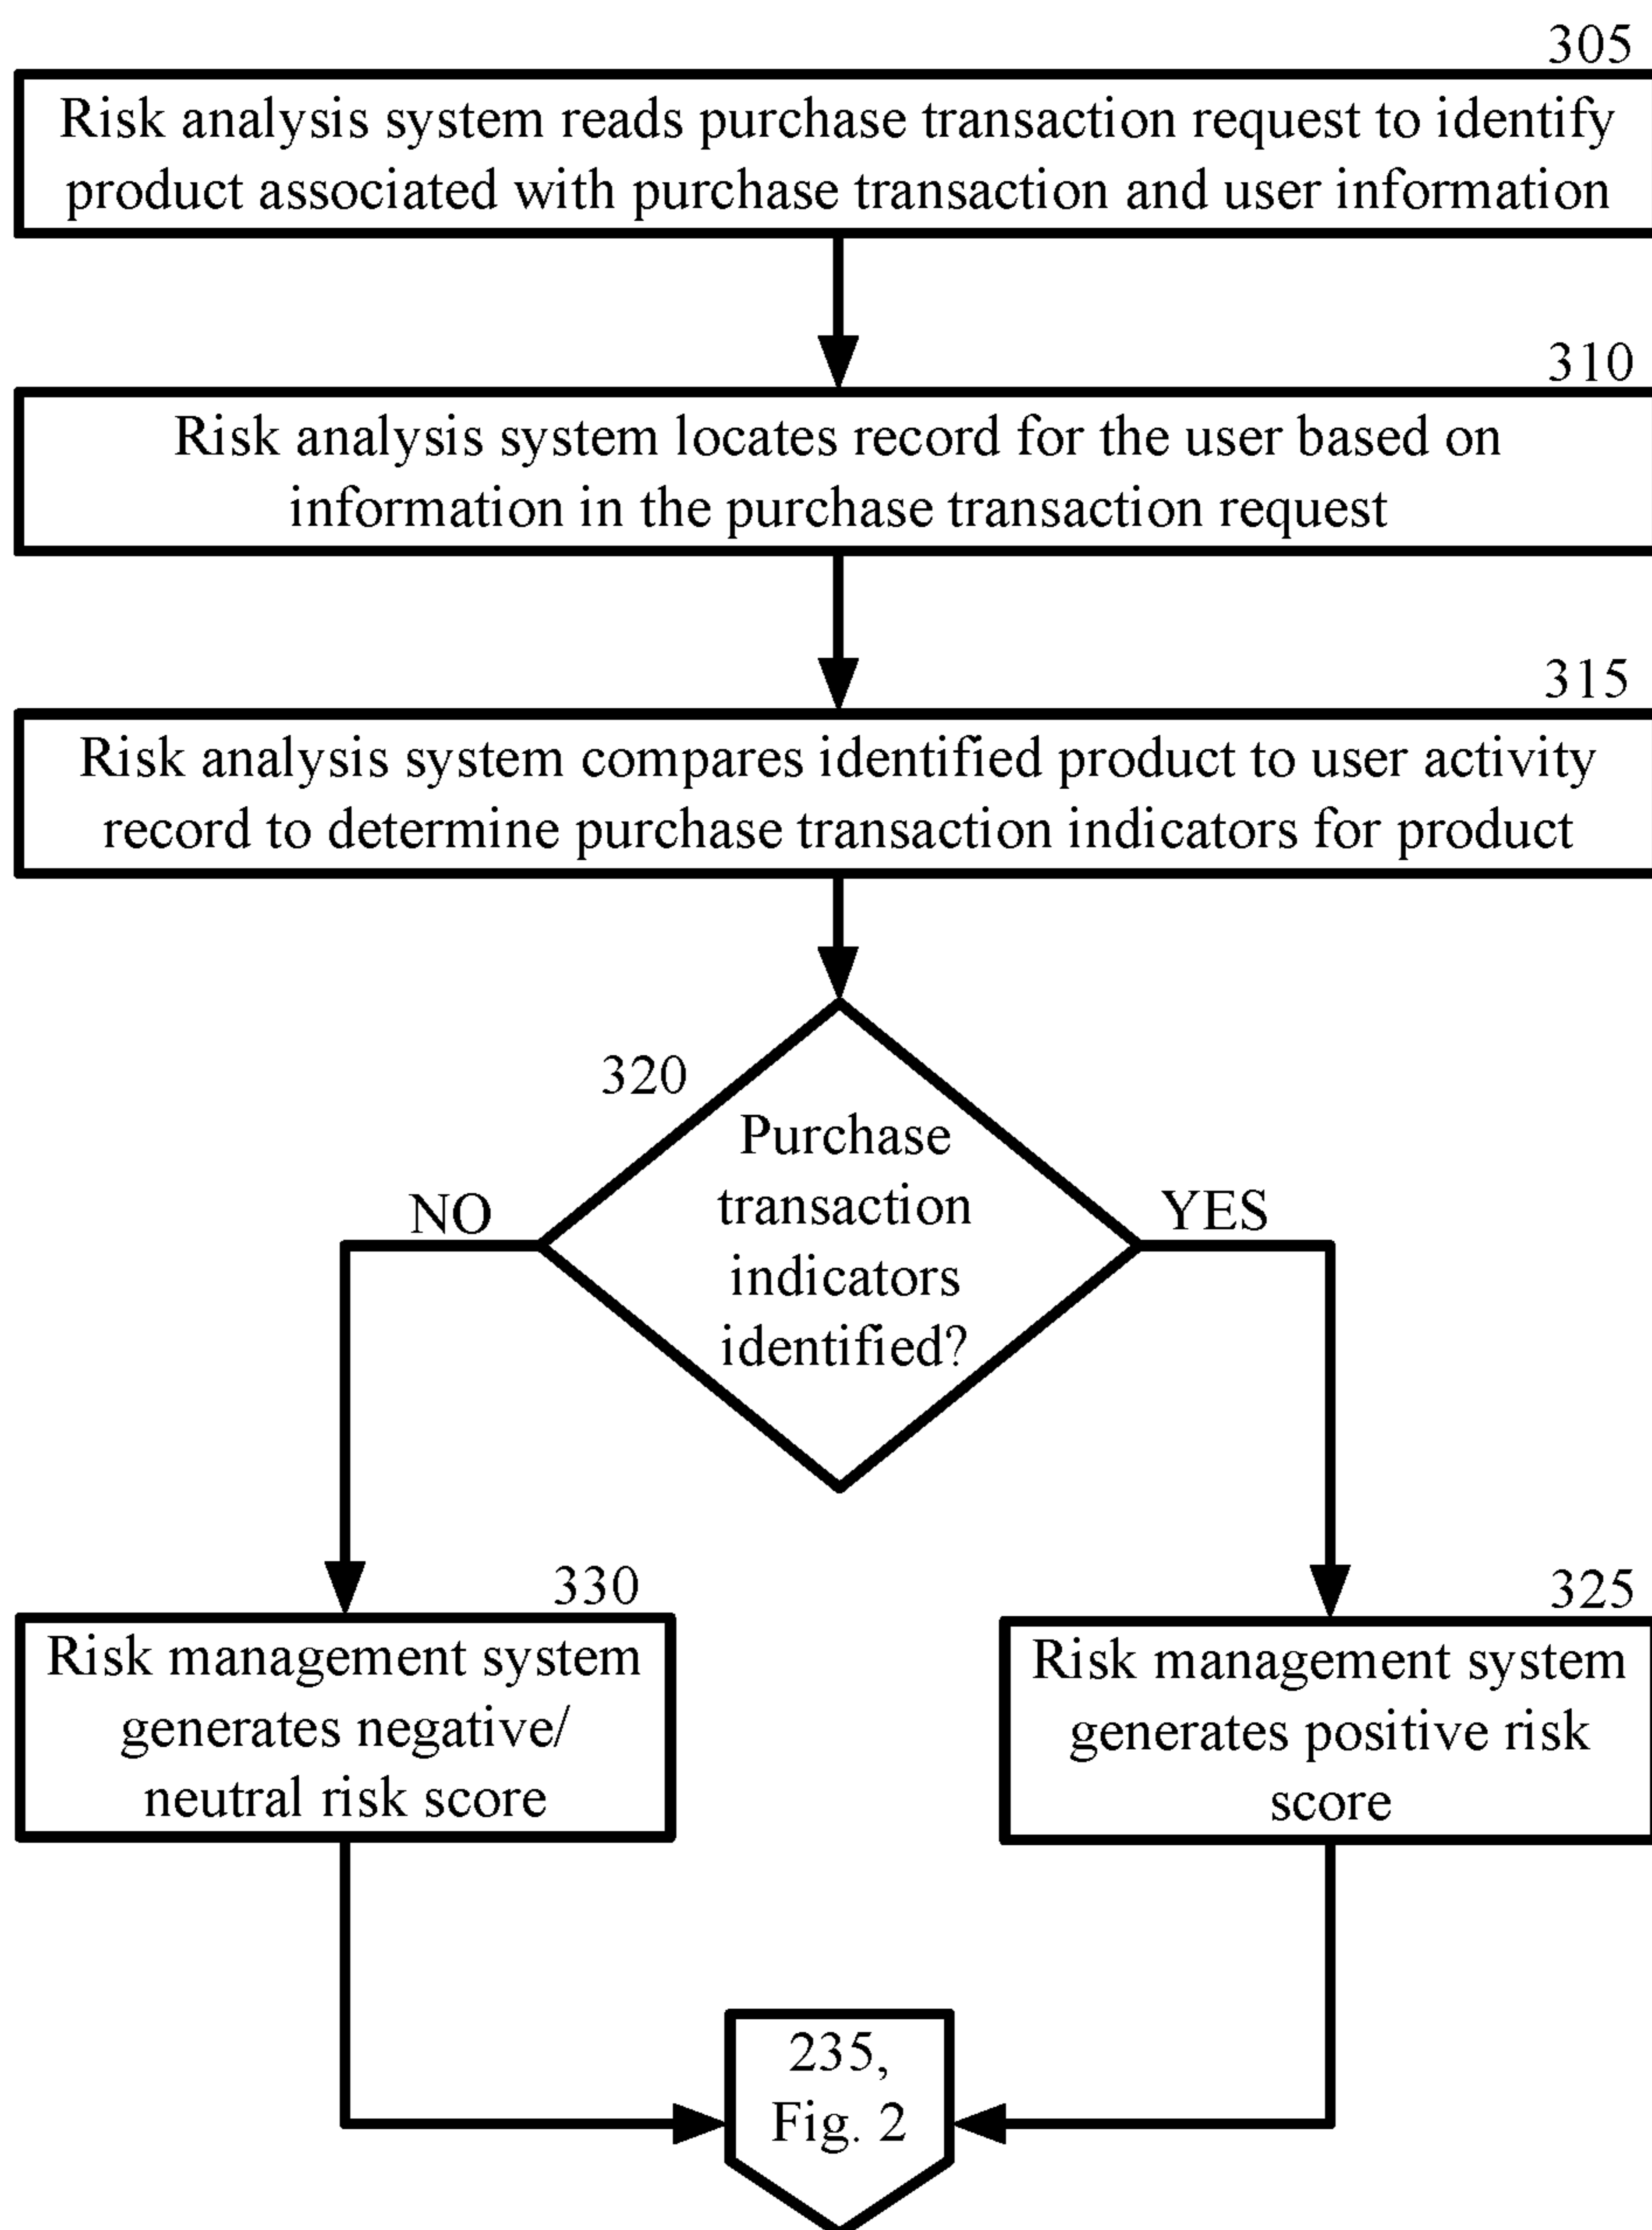 305
Risk analysis system reads purchase transaction request to identify
product associated with purchase transaction and user information
310
Risk analysis system locates record for the user based on
information in the purchase transaction request
315
Risk analysis system compares identified product to user activity
record to determine purchase transaction indicators for product
320
Purchase
transaction
indicators
identified?
NO
YES
330
Risk management system
generates negative/
neutral risk score
325
Risk management system
generates positive risk
score
235,
Fig. 2